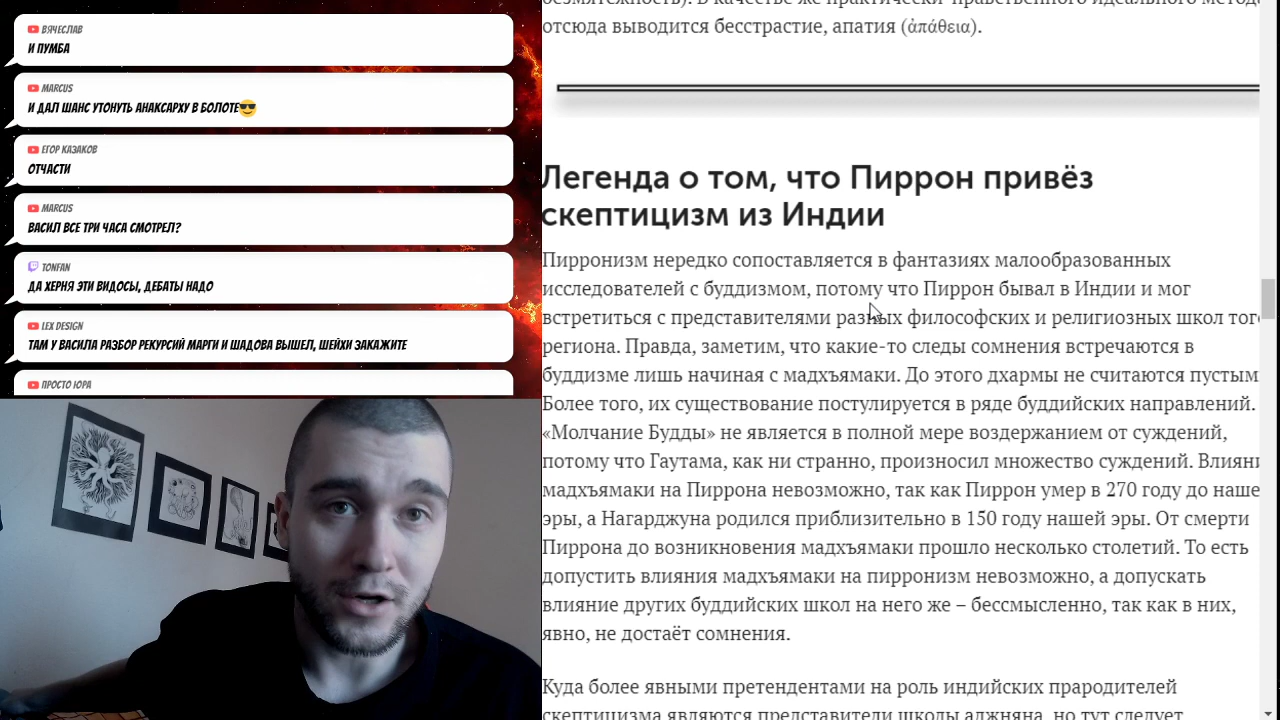 ВЯЧЕСЛАВ
И ПУМБА
MARCUS
И ДАЛ ШАНС УТОНУТЬ АНАКСАРХУ В БОЛОТЕ😎
ЕГОР КАЗАКОВ
ОТЧАСТИ
MARCUS
ВАСИЛ ВСЕ ТРИ ЧАСА СМОТРЕЛ?
TONFAN
ДА ХЕРНЯ ЭТИ ВИДОСЫ, ДЕБАТЫ НАДО
LEX DESIGN
ТАМ У ВАСИЛА РАЗБОР РЕКУРСИЙ МАРГИ И ШАДОВА ВЫШЕЛ, ШЕЙХИ ЗАКАЖИТЕ
ПРОСТО ЮРА
отсюда выводится бесстрастие, апатия (ἀπάθεια).
Легенда о том, что Пиррон привёз
скептицизм из Индии
Пирронизм нередко сопоставляется в фантазиях малообразованных
исследователей с буддизмом, потому что Пиррон бывал в Индии и мог
встретиться с представителями разных философских и религиозных школ тог
региона. Правда, заметим, что какие-то следы сомнения встречаются в
буддизме лишь начиная с мадхъямаки. До этого дхармы не считаются пустым
Более того, их существование постулируется в ряде буддийских направлений.
«Молчание Будды» не является в полной мере воздержанием от суждений,
потому что Гаутама, как ни странно, произносил множество суждений. Влияни
мадхъямаки на Пиррона невозможно, так как Пиррон умер в 270 году до наше
эры, а Нагарджуна родился приблизительно в 150 году нашей эры. От смерти
Пиррона до возникновения мадхъямаки прошло несколько столетий. То есть
допустить влияния мадхъямаки на пирронизм невозможно, а допускать
влияние других буддийских школ на него же – бессмысленно, так как в них,
явно, не достаёт сомнения.
Куда более явными претендентами на роль индийских прародителей
скептицизма являются представители школы аджняна, но тут следует